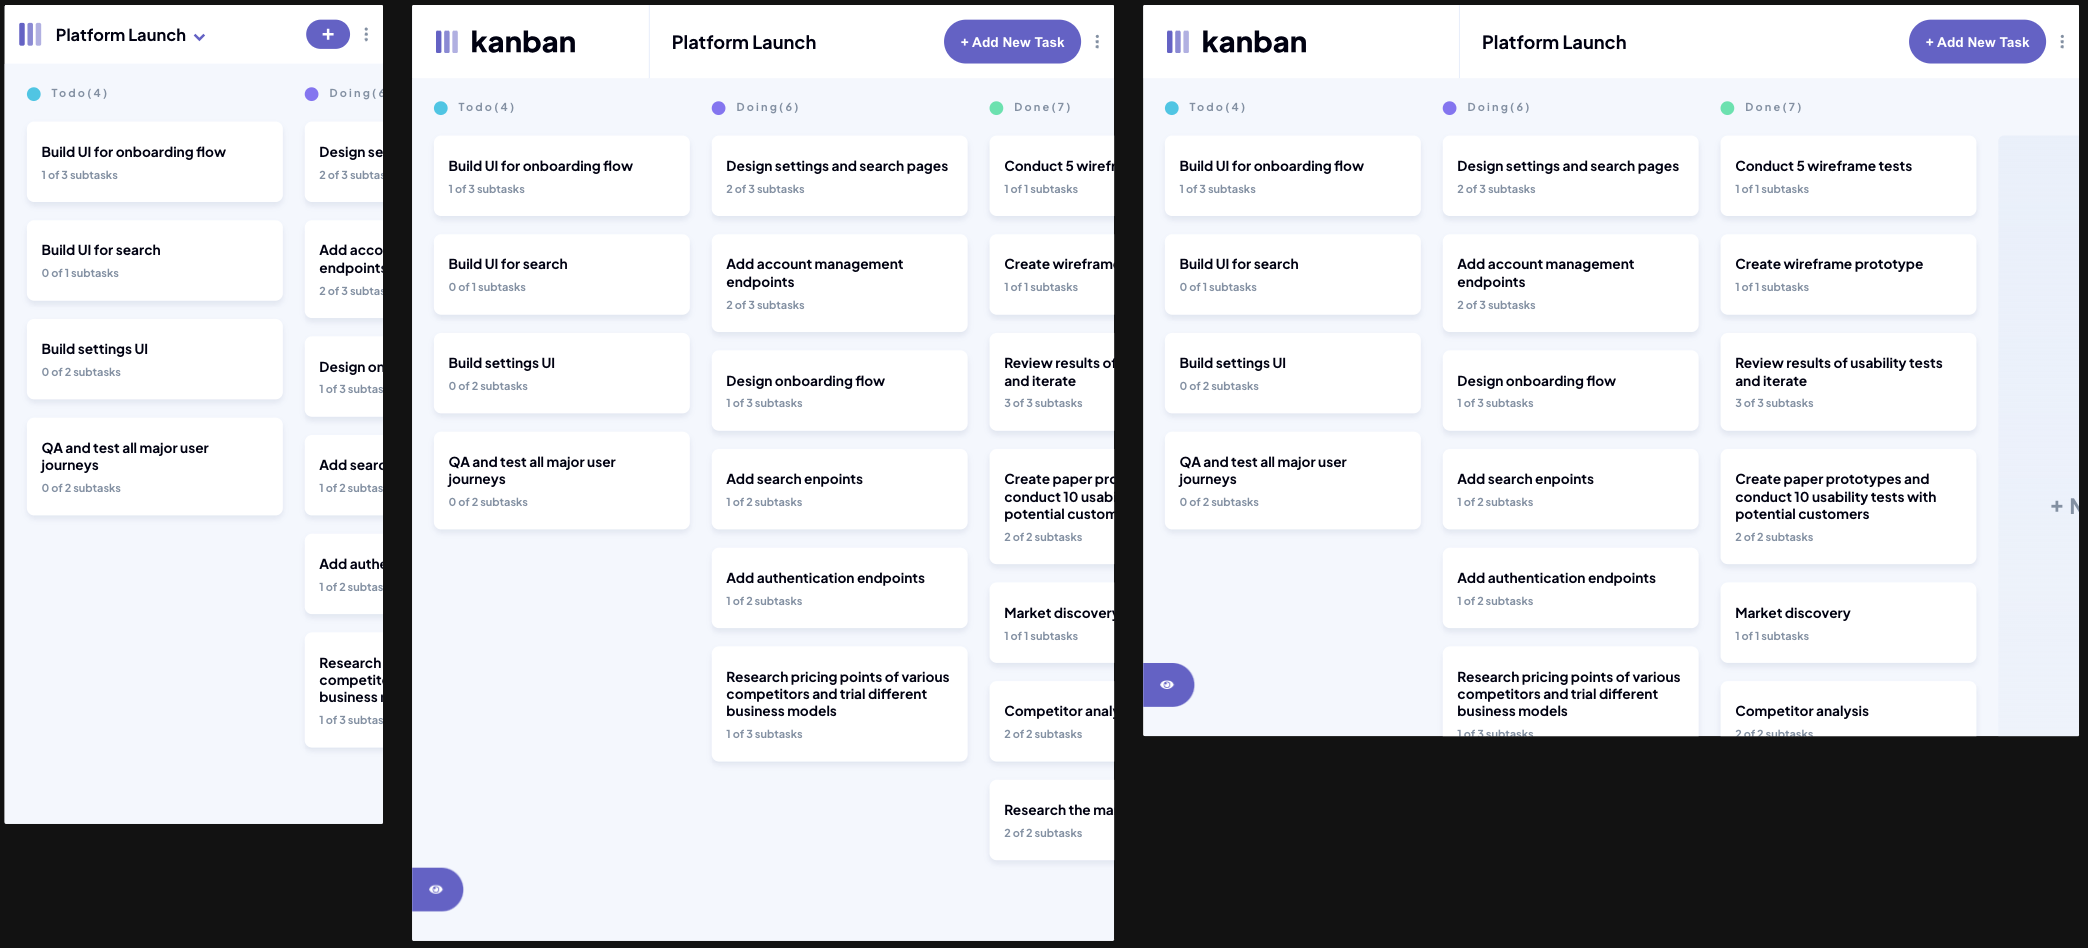 Platform Launch
+
Todo(4)
Doing(6
Build UI for onboarding flow
1 of 3 subtasks
Build UI for search
0 of 1 subtasks
Build settings UI
0 of 2 subtasks
QA and test all major user
journeys
0 of 2 subtasks
Design se
2 of 3 subtas
Add acco
endpoints
2 of 3 subtas
Design on
1 of 3 subtas
Add searc
1 of 2 subtas
Add authe
1 of 2 subtas
Research
competito
business m
1 of 3 subtas
kanban
Platform Launch
+ Add New Task
Todo(4)
Build UI for onboarding flow
1 of 3 subtasks
Build UI for search
0 of 1 subtasks
Build settings UI
0 of 2 subtasks
QA and test all major user
journeys
0 of 2 subtasks
Doing(6)
Design settings and search pages
2 of 3 subtasks
Add account management
endpoints
2 of 3 subtasks
Design onboarding flow
1 of 3 subtasks
Add search enpoints
1 of 2 subtasks
Add authentication endpoints
1 of 2 subtasks
Research pricing points of various
competitors and trial different
business models
1 of 3 subtasks
Done(7)
Conduct 5 wirefr
1 of 1 subtasks
Create wireframe
1 of 1 subtasks
Review results of
and iterate
3 of 3 subtasks
Create paper pro
conduct 10 usab
potential custom
2 of 2 subtasks
Market discovery
1 of 1 subtasks
Competitor analy
2 of 2 subtasks
Research the ma
2 of 2 subtasks
kanban
Platform Launch
+ Add New Task
Todo(4)
Build UI for onboarding flow
1 of 3 subtasks
Build UI for search
0 of 1 subtasks
Build settings UI
0 of 2 subtasks
QA and test all major user
journeys
0 of 2 subtasks
Doing(6)
Design settings and search pages
2 of 3 subtasks
Add account management
endpoints
2 of 3 subtasks
Design onboarding flow
1 of 3 subtasks
Add search enpoints
1 of 2 subtasks
Add authentication endpoints
1 of 2 subtasks
Research pricing points of various
competitors and trial different
business models
1 of 3 subtasks
Done(7)
Conduct 5 wireframe tests
1 of 1 subtasks
Create wireframe prototype
1 of 1 subtasks
Review results of usability tests
and iterate
3 of 3 subtasks
Create paper prototypes and
conduct 10 usability tests with
potential customers
2 of 2 subtasks
Market discovery
1 of 1 subtasks
Competitor analysis
2 of 2 subtasks
+ N